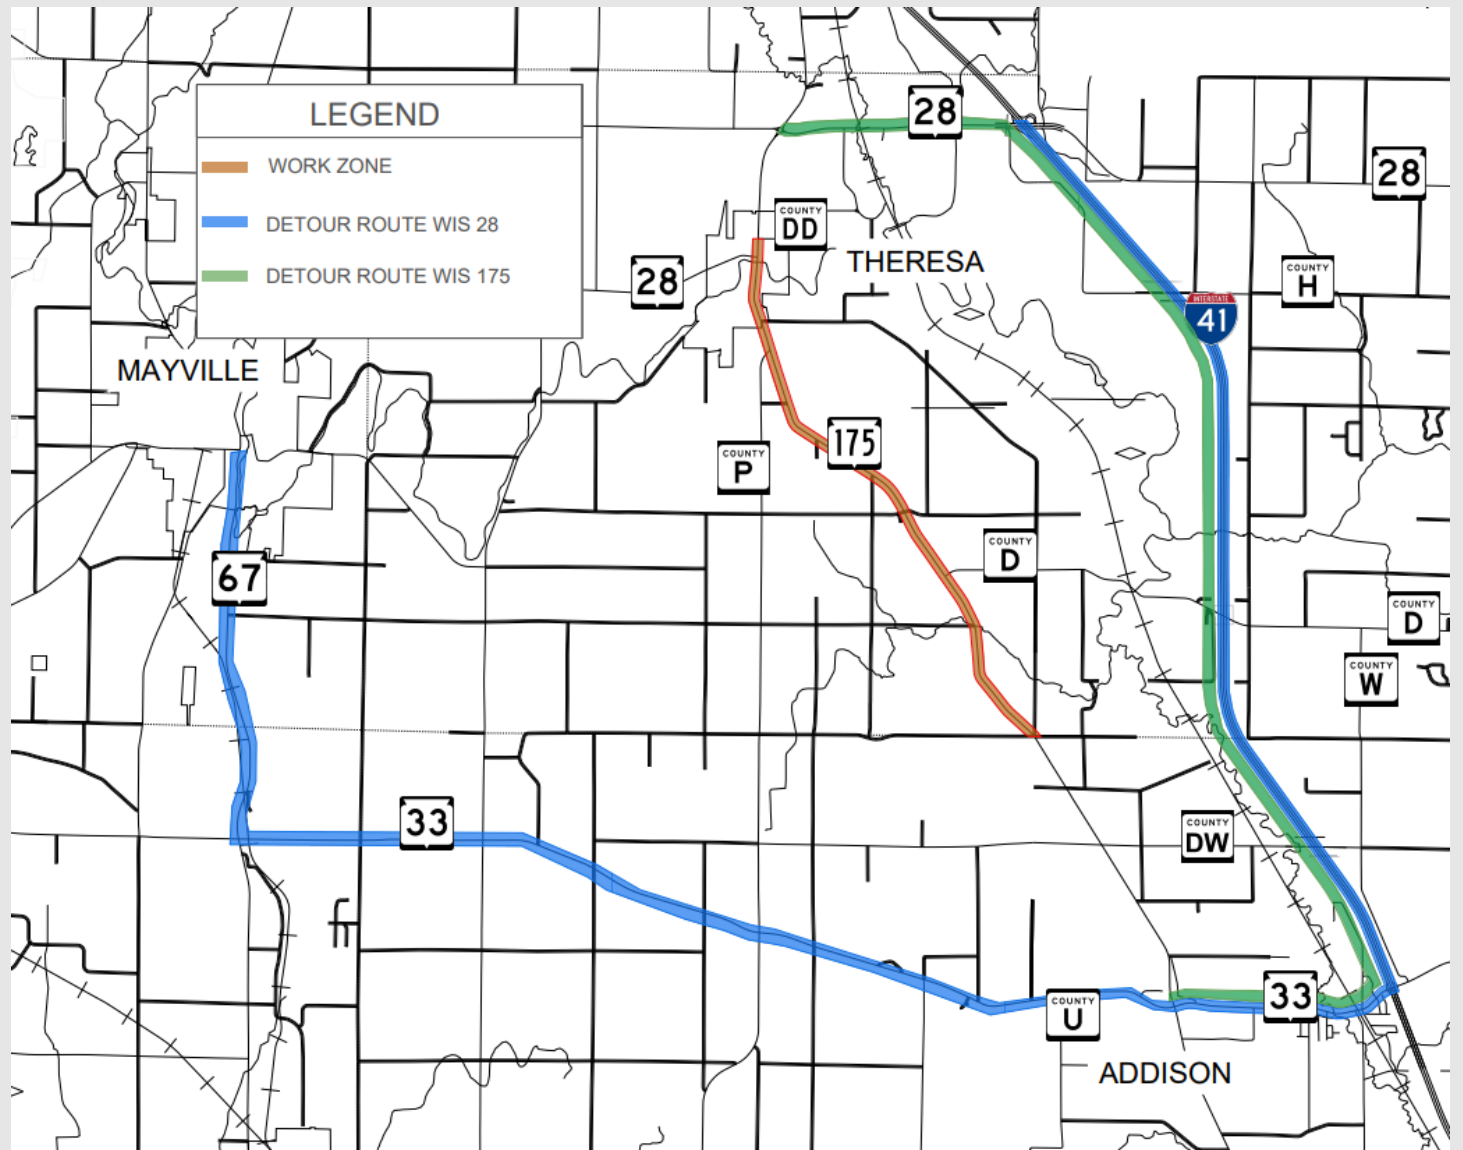 LEGEND
WORK ZONE
DETOUR ROUTE WIS 28
DETOUR ROUTE WIS 175
28
28
COUNTY
DD
THERESA
28
COUNTY
H
INTERSTATE
41
MAYVILLE
175
COUNTY
P
COUNTY
D
67
COUNTY
D
COUNTY
W
33
COUNTY
DW
33
COUNTY
U
ADDISON